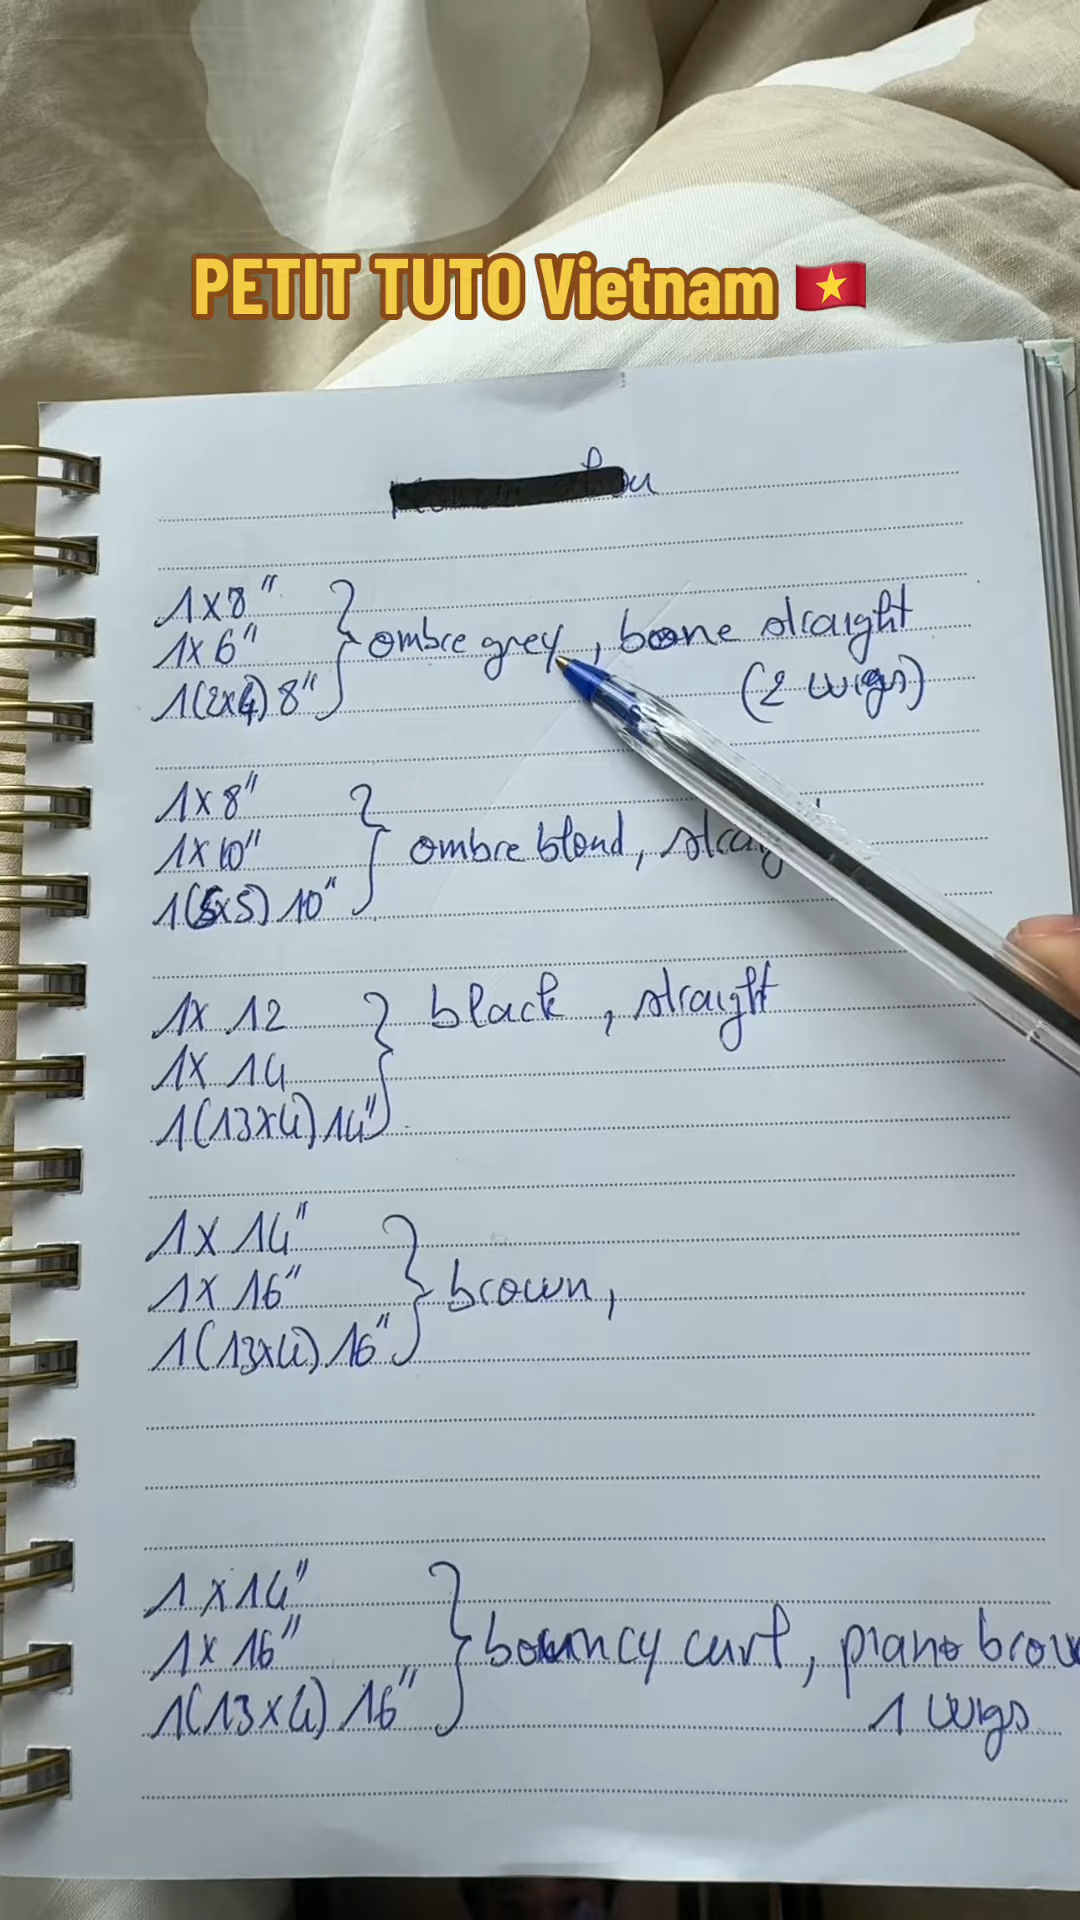 PETIT TUTO Vietnam 🇻🇳
1x8"
1x6"
1(2x4) 8"
ombre grey, bone straight
(2 wigs)
1x8"
1x10"
1(5x5) 10"
ombre blond,
1x 12
1x 14
1(13x4) 14"
black, straight
1x 14"
1x 16"
1(13x4) 16"
brown,
1x14"
1x 16"
1(13x4) 16"
bouncy curl, piano brow
1 wigs